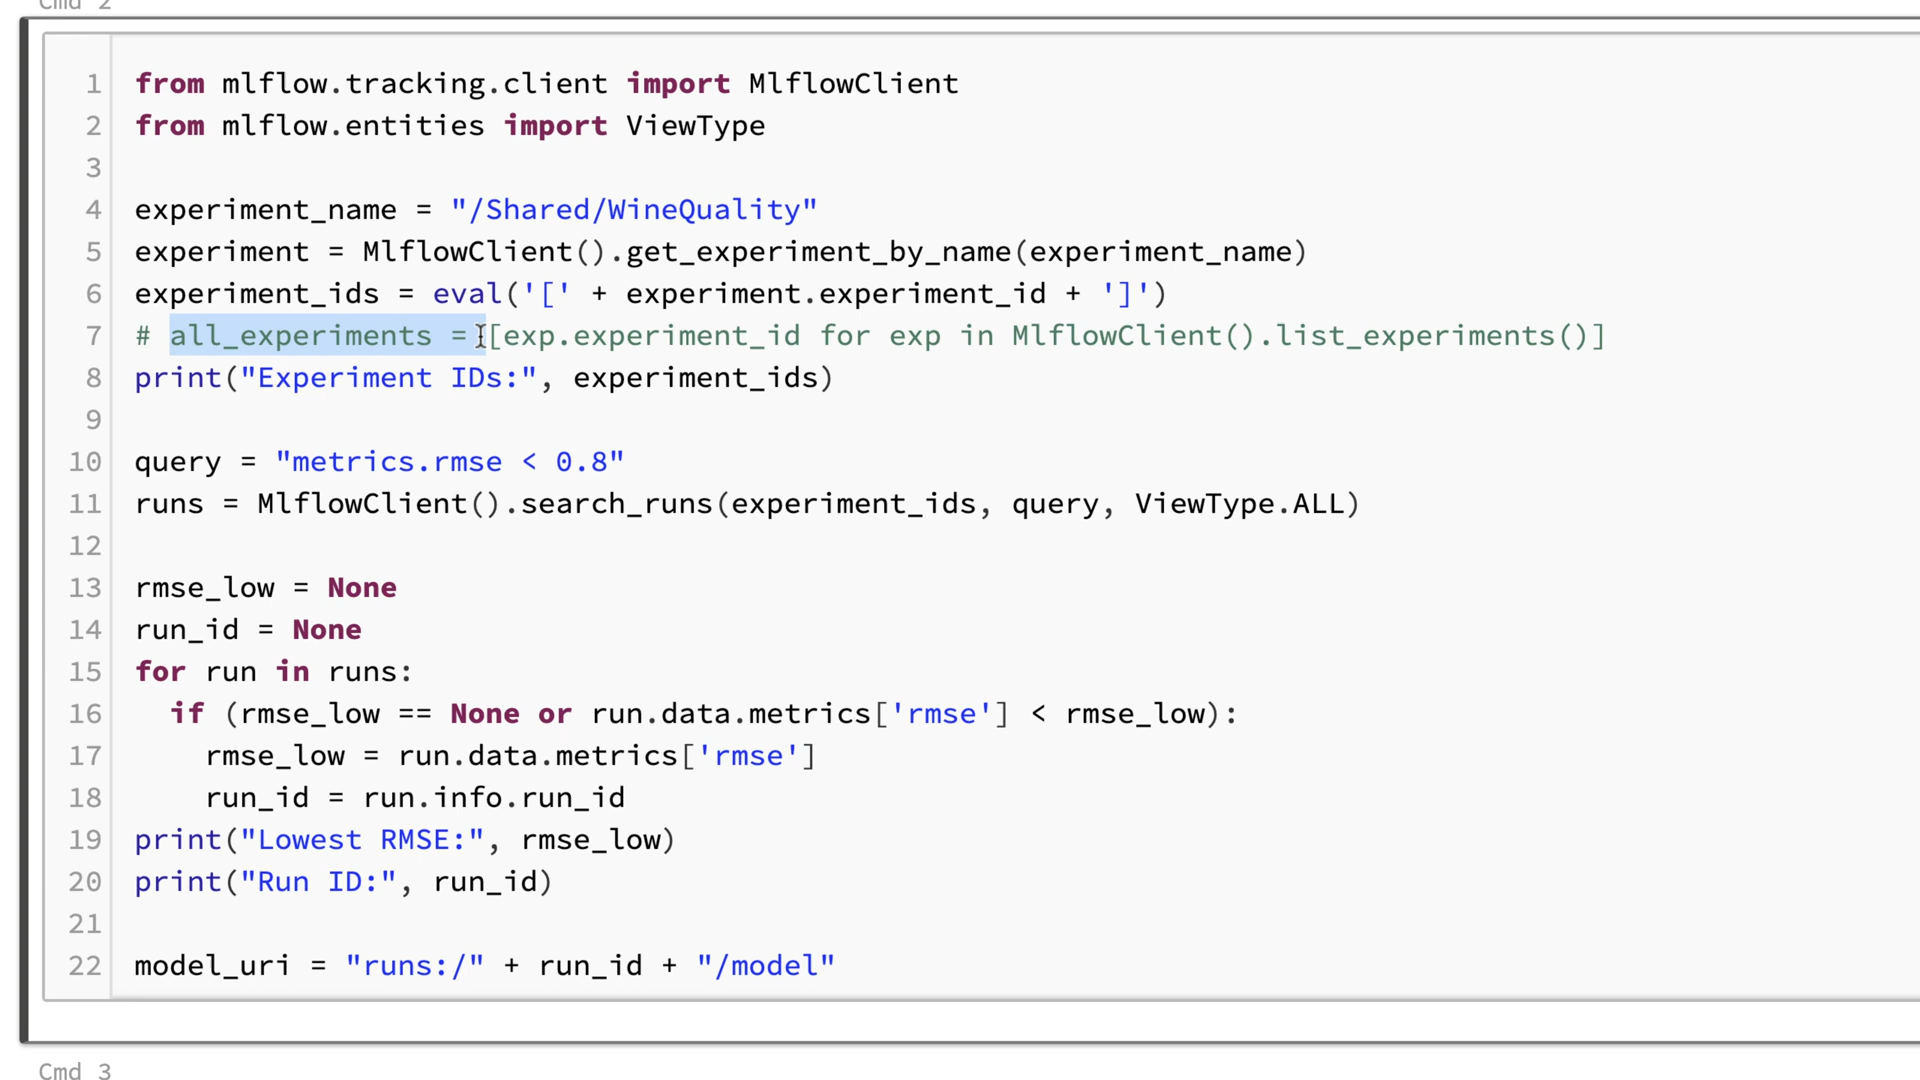 Cmd 2
1 from mlflow.tracking.client import MlflowClient
2 from mlflow.entities import ViewType
3
4 experiment_name = "/Shared/WineQuality"
5 experiment = MlflowClient().get_experiment_by_name(experiment_name)
6 experiment_ids = eval('[' + experiment.experiment_id + ']')
7 # all_experiments = [exp.experiment_id for exp in MlflowClient().list_experiments()]
8 print("Experiment IDs:", experiment_ids)
9
10 query = "metrics.rmse < 0.8"
11 runs = MlflowClient().search_runs(experiment_ids, query, ViewType.ALL)
12
13 rmse_low = None
14 run_id = None
15 for run in runs:
16   if (rmse_low == None or run.data.metrics['rmse'] < rmse_low):
17     rmse_low = run.data.metrics['rmse']
18     run_id = run.info.run_id
19 print("Lowest RMSE:", rmse_low)
20 print("Run ID:", run_id)
21
22 model_uri = "runs:/" + run_id + "/model"
Cmd 3